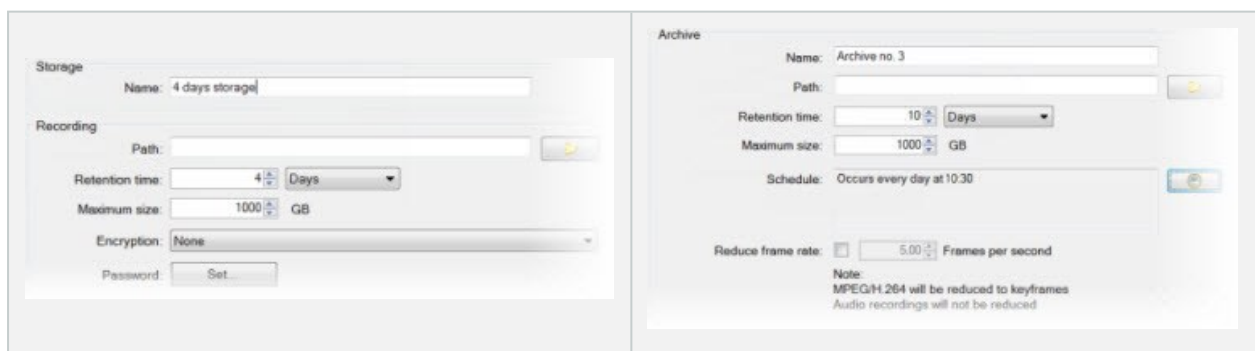 Storage
Name: 4 days storage
Recording
Path:
Retention time: 4 Days
Maximum size: 1000 GB
Encryption: None
Password: Set...
Archive
Name: Archive no. 3
Path:
Retention time: 10 Days
Maximum size: 1000 GB
Schedule: Occurs every day at 10:30
Reduce frame rate: 5.00 Frames per second
Note:
MPEG/H.264 will be reduced to keyframes
Audio recordings will not be reduced